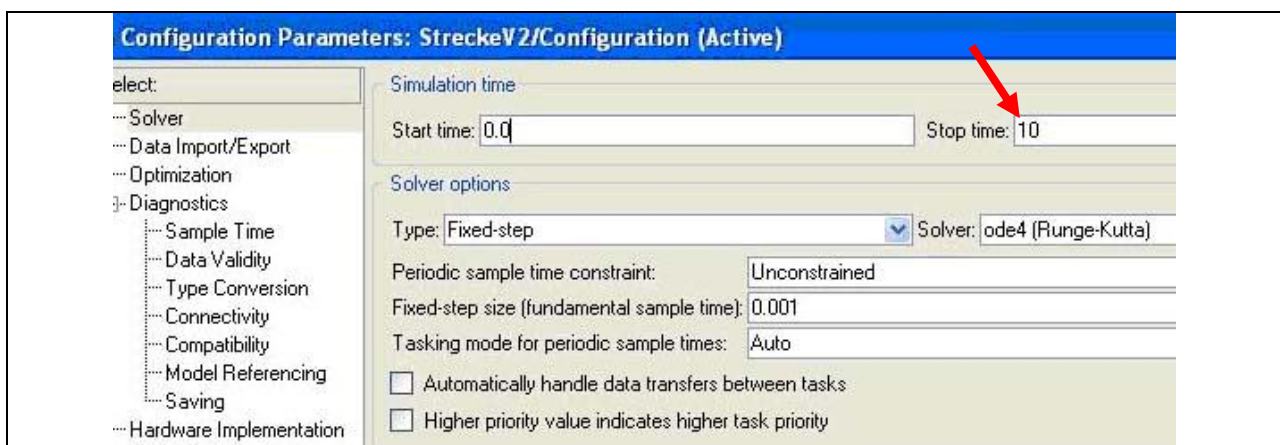 Configuration Parameters: StreckeV2/Configuration (Active)
elect:
Solver
Data Import/Export
Optimization
Diagnostics
Sample Time
Data Validity
Type Conversion
Connectivity
Compatibility
Model Referencing
Saving
Hardware Implementation
Simulation time
Start time: 0.0 Stop time: 10
Solver options
Type: Fixed-step Solver: ode4 (Runge-Kutta)
Periodic sample time constraint: Unconstrained
Fixed-step size (fundamental sample time): 0.001
Tasking mode for periodic sample times: Auto
Automatically handle data transfers between tasks
Higher priority value indicates higher task priority